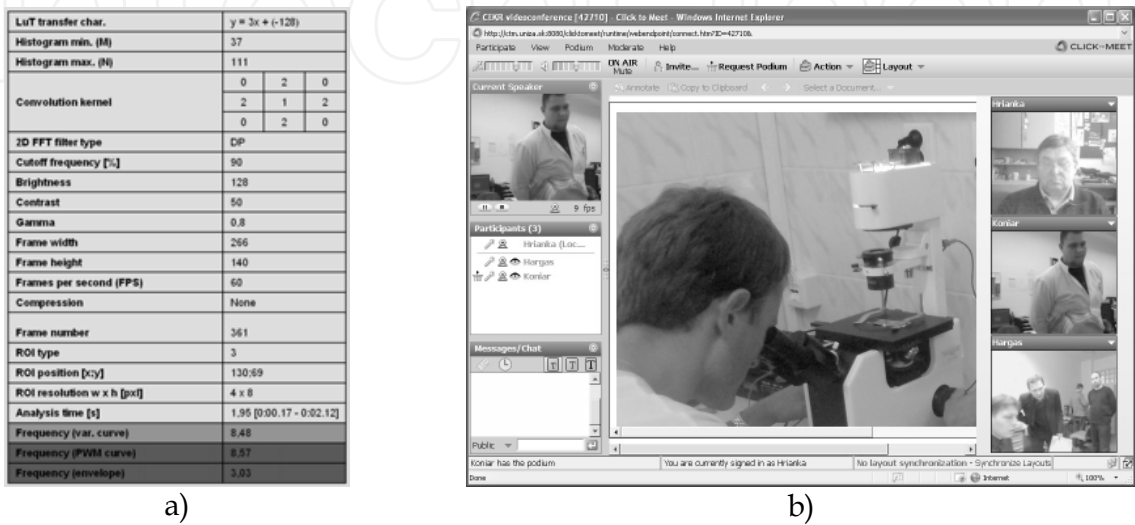 LuT transfer char. y = 3x + (-128)
Histogram min. (M) 37
Histogram max. (N) 111
Convolution kernel
0 2 0
2 1 2
0 2 0
2D FFT filter type DP
Cutoff frequency [%] 90
Brightness 128
Contrast 50
Gamma 0,8
Frame width 266
Frame height 140
Frames per second (FPS) 60
Compression None
Frame number 361
ROI type 3
ROI position [x;y] 130;69
ROI resolution w x h [pxl] 4 x 8
Analysis time [s] 1,95 [0:00.17 - 0:02.12]
Frequency (var. curve) 8,48
Frequency (PWM curve) 8,57
Frequency (envelope) 3,03
a)
CEKR videoconference [42710] - Click to Meet - Windows Internet Explorer
Participate View Podium Moderate Help
CLICK-MEET
ON AIR
Mute
Invite... Request Podium Action Layout
Current Speaker
Annotate Copy to Clipboard Select a Document...
9 fps
Participants (3)
Hrianka (Loc...
Hargas
Koniar
Messages/Chat
T T T
Public
Hrianka
Koniar
Hargas
Koniar has the podium
You are currently signed in as Hrianka
No layout synchronization - Synchronize Layouts
Done
Internet
100%
b)